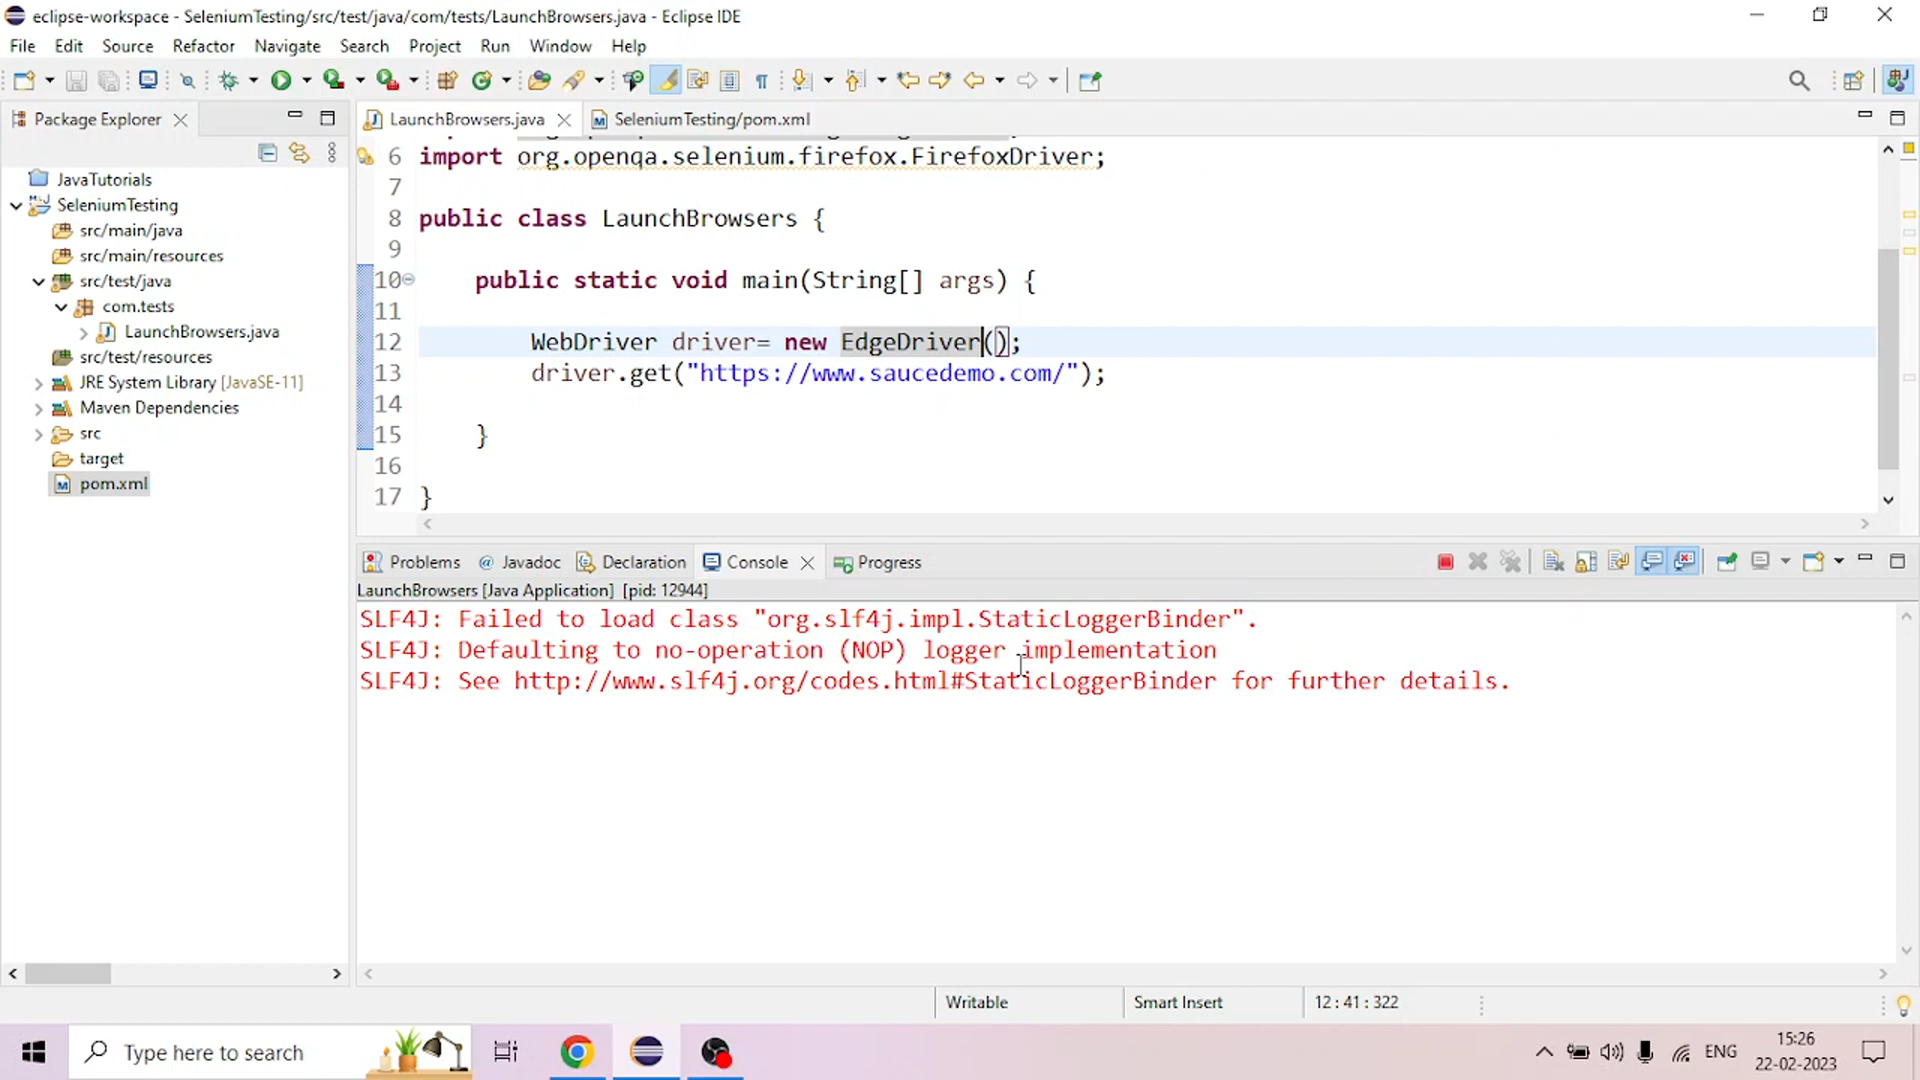 eclipse-workspace - SeleniumTesting/src/test/java/com/tests/LaunchBrowsers.java - Eclipse IDE
File Edit Source Refactor Navigate Search Project Run Window Help
Package Explorer
JavaTutorials
SeleniumTesting
src/main/java
src/main/resources
src/test/java
com.tests
LaunchBrowsers.java
src/test/resources
JRE System Library [JavaSE-11]
Maven Dependencies
src
target
pom.xml
LaunchBrowsers.java SeleniumTesting/pom.xml
6 import org.openqa.selenium.firefox.FirefoxDriver;
7
8 public class LaunchBrowsers {
9
10 public static void main(String[] args) {
11
12 WebDriver driver= new EdgeDriver();
13 driver.get("https://www.saucedemo.com/");
14
15 }
16
17 }
Problems @ Javadoc Declaration Console Progress
LaunchBrowsers [Java Application] [pid: 12944]
SLF4J: Failed to load class "org.slf4j.impl.StaticLoggerBinder".
SLF4J: Defaulting to no-operation (NOP) logger implementation
SLF4J: See http://www.slf4j.org/codes.html#StaticLoggerBinder for further details.
Writable Smart Insert 12 : 41 : 322
Type here to search
ENG
15:26
22-02-2023